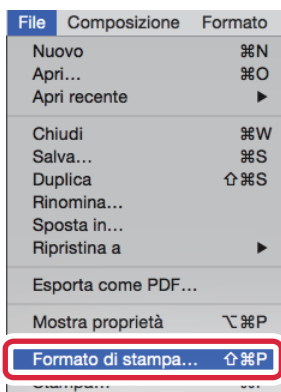 File Composizione Formato
Nuovo ⌘N
Apri... ⌘O
Apri recente ▶
Chiudi ⌘W
Salva... ⌘S
Duplica ⇧⌘S
Rinomina...
Sposta in...
Ripristina a ▶
Esporta come PDF...
Mostra proprietà ⌥⌘P
Formato di stampa... ⇧⌘P
Stampa... ⌘P